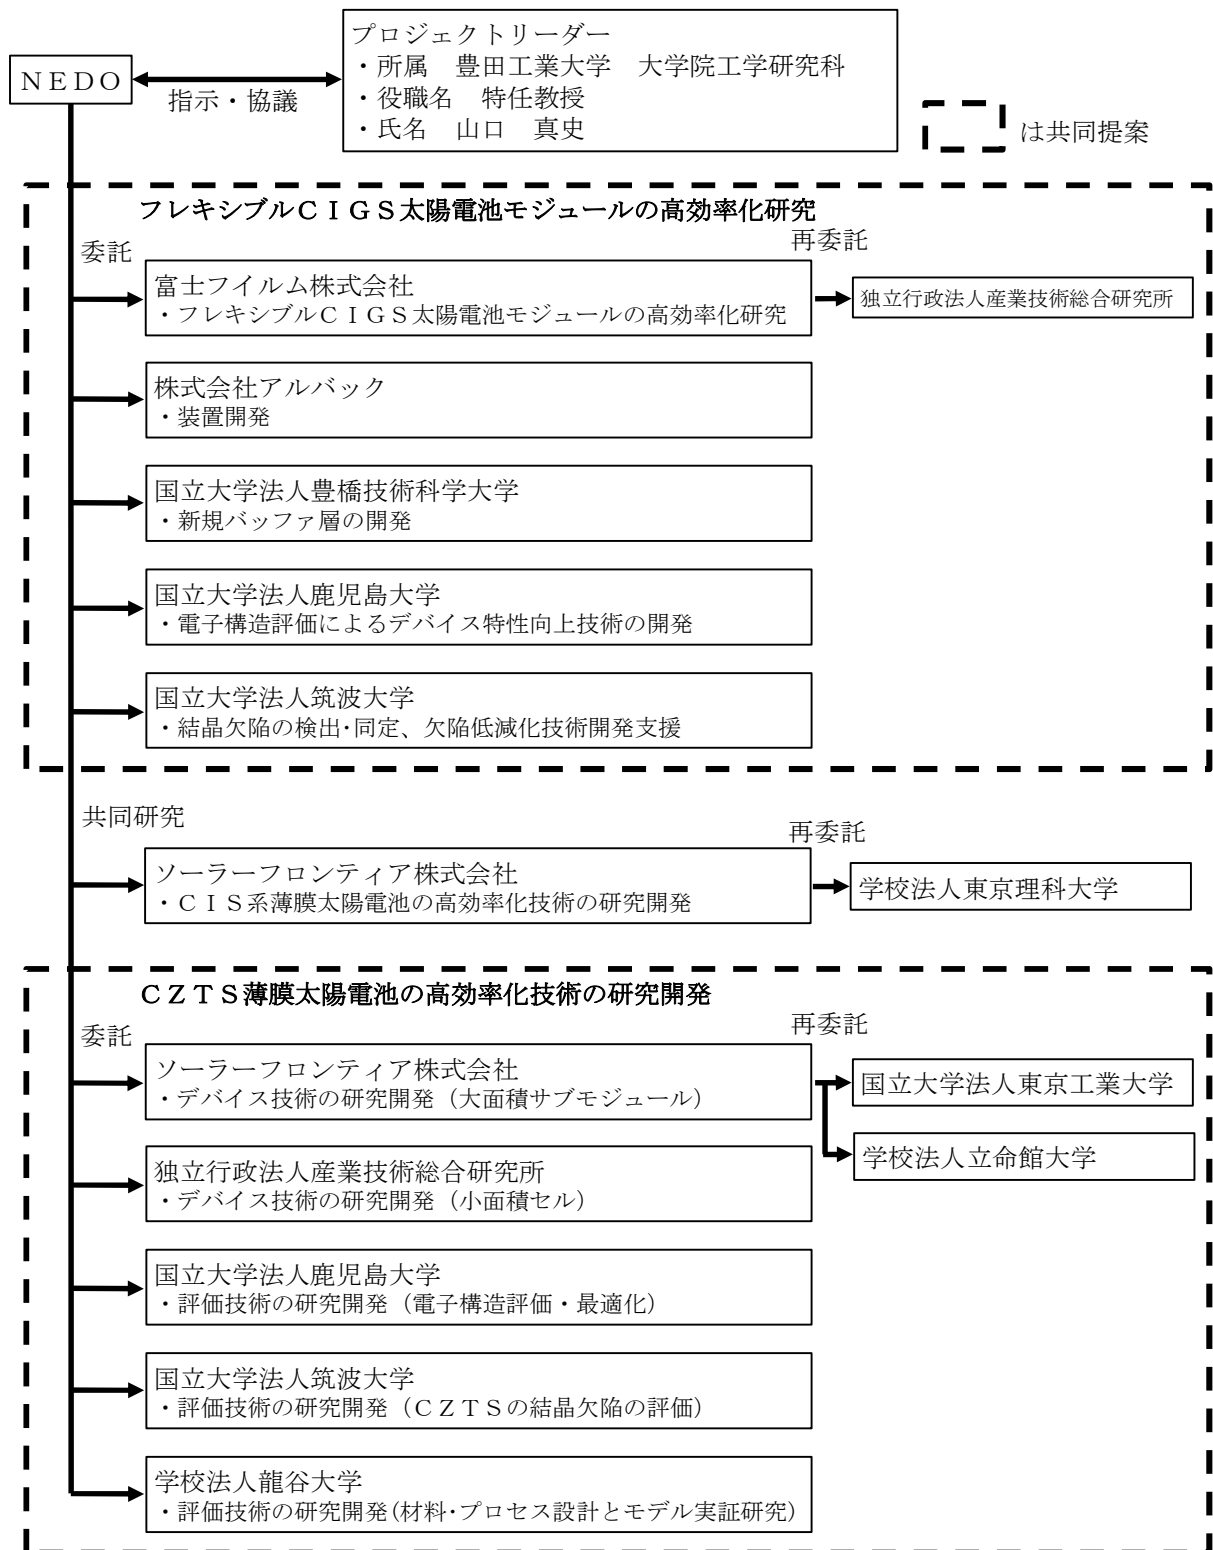 プロジェクトリーダー
・所属　豊田工業大学　大学院工学研究科
・役職名　特任教授
・氏名　山口　真史
ＮＥＤＯ
指示・協議
は共同提案
フレキシブルＣＩＧＳ太陽電池モジュールの高効率化研究
委託
再委託
富士フイルム株式会社
・フレキシブルＣＩＧＳ太陽電池モジュールの高効率化研究
独立行政法人産業技術総合研究所
株式会社アルバック
・装置開発
国立大学法人豊橋技術科学大学
・新規バッファ層の開発
国立大学法人鹿児島大学
・電子構造評価によるデバイス特性向上技術の開発
国立大学法人筑波大学
・結晶欠陥の検出･同定、欠陥低減化技術開発支援
共同研究
再委託
ソーラーフロンティア株式会社
・ＣＩＳ系薄膜太陽電池の高効率化技術の研究開発
学校法人東京理科大学
ＣＺＴＳ薄膜太陽電池の高効率化技術の研究開発
委託
再委託
ソーラーフロンティア株式会社
・デバイス技術の研究開発（大面積サブモジュール）
国立大学法人東京工業大学
学校法人立命館大学
独立行政法人産業技術総合研究所
・デバイス技術の研究開発（小面積セル）
国立大学法人鹿児島大学
・評価技術の研究開発（電子構造評価・最適化）
国立大学法人筑波大学
・評価技術の研究開発（ＣＺＴＳの結晶欠陥の評価）
学校法人龍谷大学
・評価技術の研究開発(材料･プロセス設計とモデル実証研究)